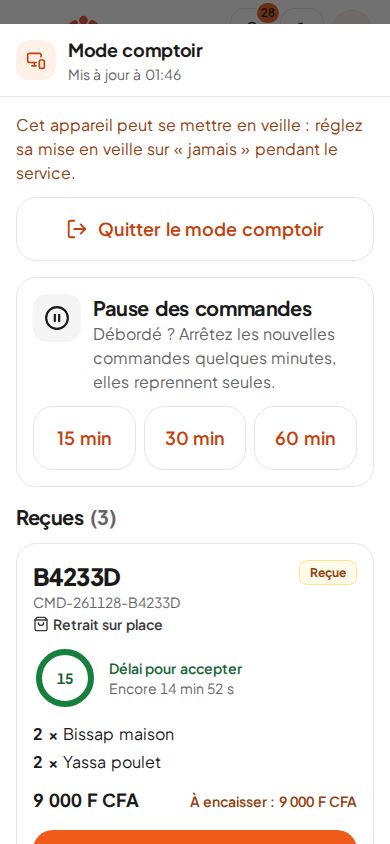 28
Mode comptoir
Mis à jour à 01:46
Cet appareil peut se mettre en veille : réglez
sa mise en veille sur « jamais » pendant le
service.
Quitter le mode comptoir
Pause des commandes
Débordé ? Arrêtez les nouvelles
commandes quelques minutes,
elles reprennent seules.
15 min
30 min
60 min
Reçues (3)
B4233D
Reçue
CMD-261128-B4233D
Retrait sur place
15
Délai pour accepter
Encore 14 min 52 s
2 × Bissap maison
2 × Yassa poulet
9 000 F CFA
À encaisser : 9 000 F CFA